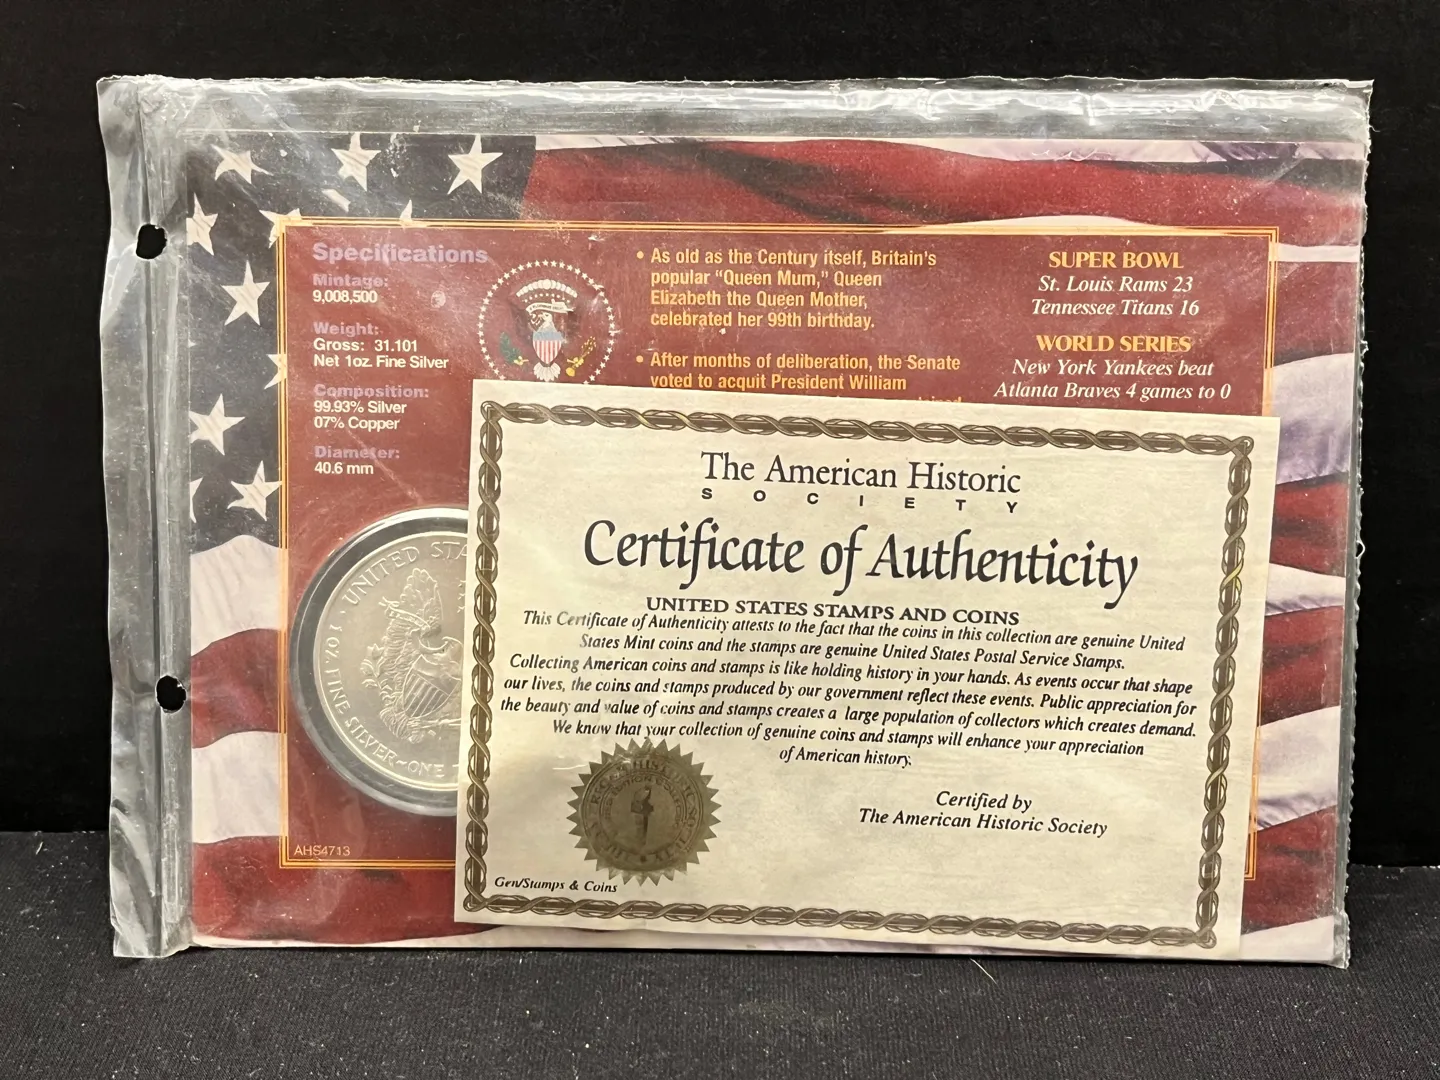 Specifications
Mintage:
9,008,500
Weight:
Gross: 31.101
Net 1oz. Fine Silver
Composition:
99.93% Silver
07% Copper
Diameter:
40.6 mm
• As old as the Century itself, Britain's
popular "Queen Mum," Queen
Elizabeth the Queen Mother,
celebrated her 99th birthday.
• After months of deliberation, the Senate
voted to acquit President William
SUPER BOWL
St. Louis Rams 23
Tennessee Titans 16
WORLD SERIES
New York Yankees beat
Atlanta Braves 4 games to 0
UNITED STA
1 OZ. FINE SILVER~ONE
AHS4713
The American Historic
SOCIETY
Certificate of Authenticity
UNITED STATES STAMPS AND COINS
This Certificate of Authenticity attests to the fact that the coins in this collection are genuine United
States Mint coins and the stamps are genuine United States Postal Service Stamps.
Collecting American coins and stamps is like holding history in your hands. As events occur that shape
our lives, the coins and stamps produced by our government reflect these events. Public appreciation for
the beauty and value of coins and stamps creates a large population of collectors which creates demand.
We know that your collection of genuine coins and stamps will enhance your appreciation
of American history.
Certified by
The American Historic Society
Gen/Stamps & Coins